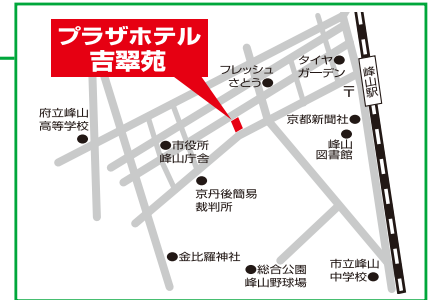 プラザホテル
吉翠苑
フレッシュ
さとう
タイヤ
ガーデン
峰山駅
〒
府立峰山
高等学校
市役所
峰山庁舎
京都新聞社
峰山
図書館
京丹後簡易
裁判所
金比羅神社
総合公園
峰山野球場
市立峰山
中学校